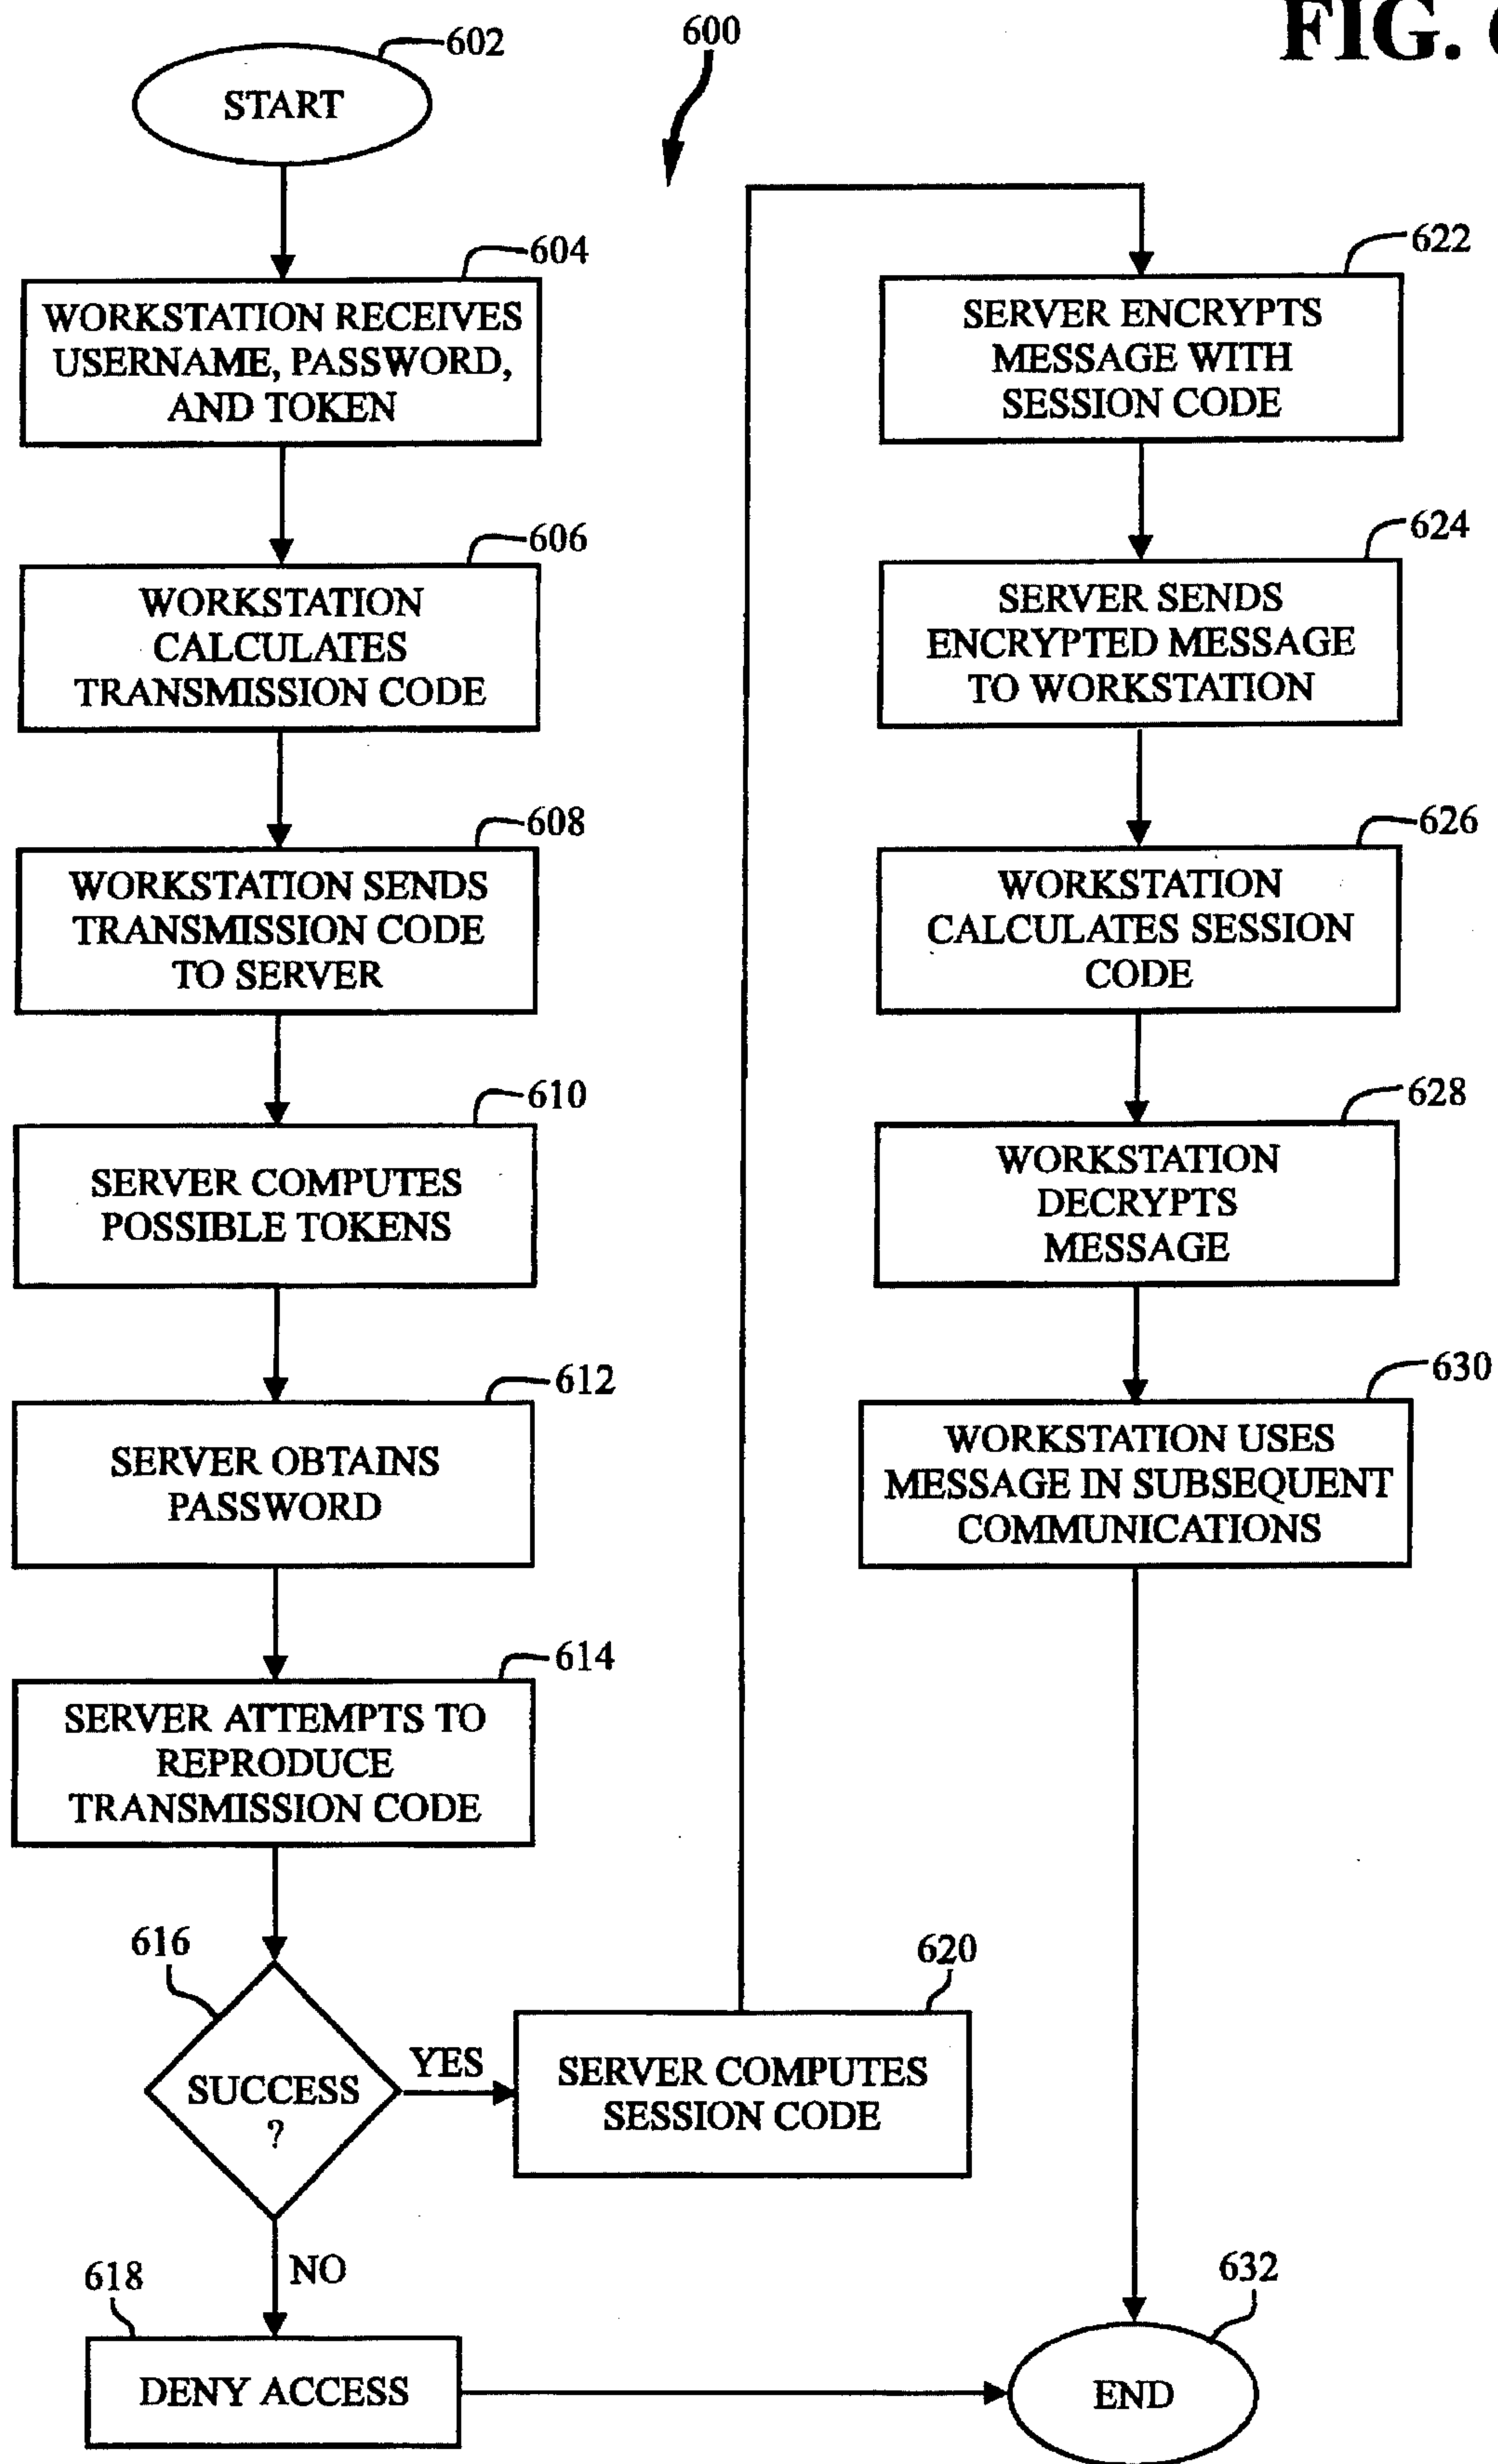 FIG.
600
602
START
604
WORKSTATION RECEIVES
USERNAME, PASSWORD,
AND TOKEN
606
WORKSTATION
CALCULATES
TRANSMISSION CODE
608
WORKSTATION SENDS
TRANSMISSION CODE
TO SERVER
610
SERVER COMPUTES
POSSIBLE TOKENS
612
SERVER OBTAINS
PASSWORD
614
SERVER ATTEMPTS TO
REPRODUCE
TRANSMISSION CODE
616
SUCCESS
?
YES
NO
618
DENY ACCESS
620
SERVER COMPUTES
SESSION CODE
622
SERVER ENCRYPTS
MESSAGE WITH
SESSION CODE
624
SERVER SENDS
ENCRYPTED MESSAGE
TO WORKSTATION
626
WORKSTATION
CALCULATES SESSION
CODE
628
WORKSTATION
DECRYPTS
MESSAGE
630
WORKSTATION USES
MESSAGE IN SUBSEQUENT
COMMUNICATIONS
632
END